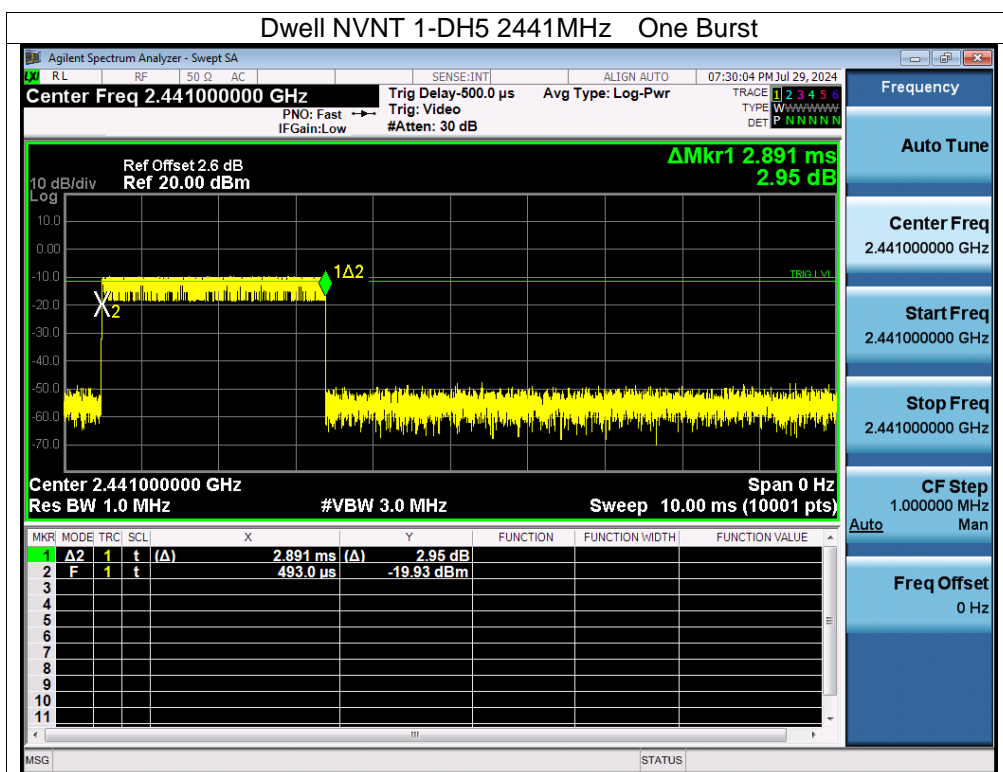 Dwell NVNT 1-DH5 2441MHz One Burst
Agilent Spectrum Analyzer - Swept SA
LXI RL RF 50 Ω AC SENSE:INT ALIGN AUTO 07:30:04 PM Jul 29, 2024
Center Freq 2.441000000 GHz
PNO: Fast
IFGain:Low
Trig Delay-500.0 µs
Trig: Video
#Atten: 30 dB
Avg Type: Log-Pwr
TRACE 1 2 3 4 5 6
TYPE WWWWWW
DET P N N N N N
ΔMkr1 2.891 ms
2.95 dB
Ref Offset 2.6 dB
10 dB/div Ref 20.00 dBm
Log
10.0
0.00
-10.0
-20.0
-30.0
-40.0
-50.0
-60.0
-70.0
1Δ2
2
TRIG LVL
Center 2.441000000 GHz Span 0 Hz
Res BW 1.0 MHz #VBW 3.0 MHz Sweep 10.00 ms (10001 pts)
MKR MODE TRC SCL X Y FUNCTION FUNCTION WIDTH FUNCTION VALUE
1 Δ2 1 t (Δ) 2.891 ms (Δ) 2.95 dB
2 F 1 t 493.0 µs -19.93 dBm
3
4
5
6
7
8
9
10
11
MSG STATUS
Frequency
Auto Tune
Center Freq
2.441000000 GHz
Start Freq
2.441000000 GHz
Stop Freq
2.441000000 GHz
CF Step
1.000000 MHz
Auto Man
Freq Offset
0 Hz